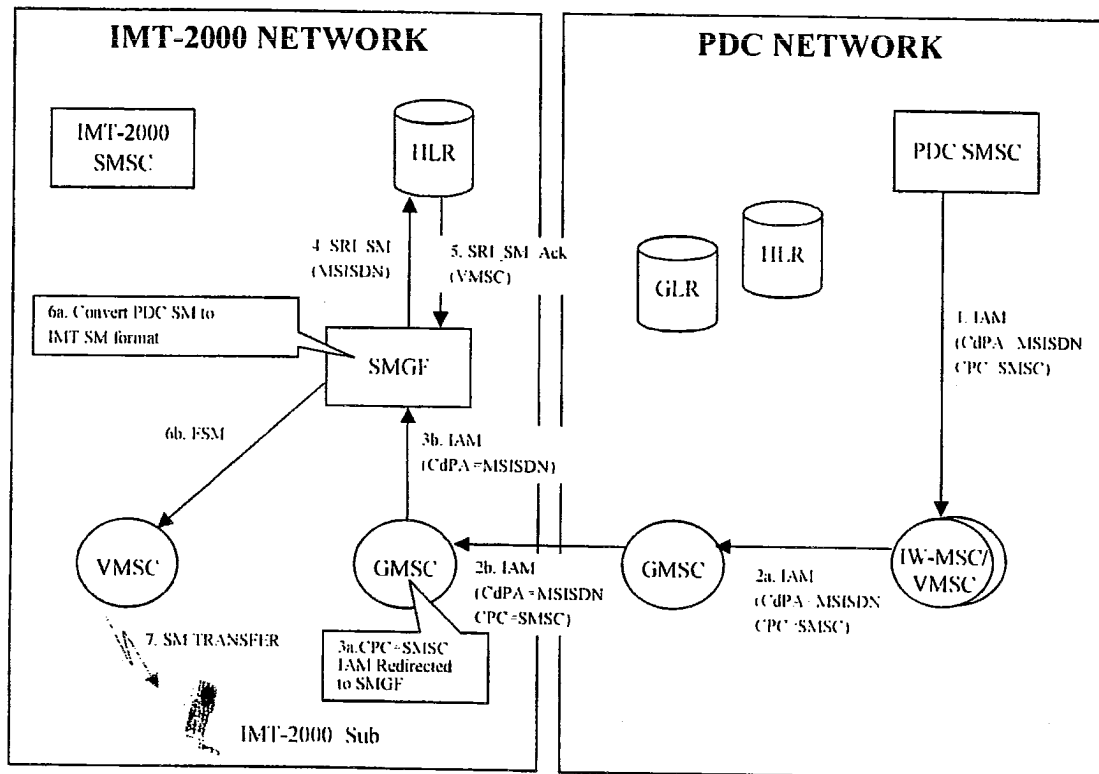 IMT-2000 NETWORK
PDC NETWORK
IMT-2000
SMSC
HLR
PDC SMSC
HLR
GLR
4. SRI_SM
(MSISDN)
5. SRI_SM_Ack
(VMSC)
6a. Convert PDC SM to
IMT SM format
SMGF
1. IAM
(CdPA=MSISDN
CPC=SMSC)
6b. FSM
3b. IAM
(CdPA=MSISDN)
VMSC
GMSC
GMSC
IW-MSC/
VMSC
2b. IAM
(CdPA=MSISDN
CPC=SMSC)
2a. IAM
(CdPA=MSISDN
CPC=SMSC)
7. SM TRANSFER
3a.CPC=SMSC
IAM Redirected
to SMGF
IMT-2000 Sub